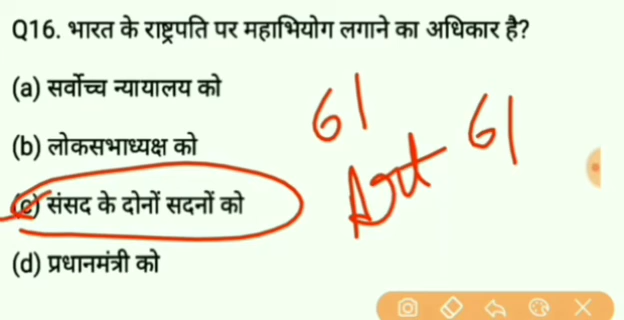 Q16. भारत के राष्ट्रपति पर महाभियोग लगाने का अधिकार है?
(a) सर्वोच्च न्यायालय को
61
(b) लोकसभाध्यक्ष को
Art 61
(c) संसद के दोनों सदनों को
(d) प्रधानमंत्री को